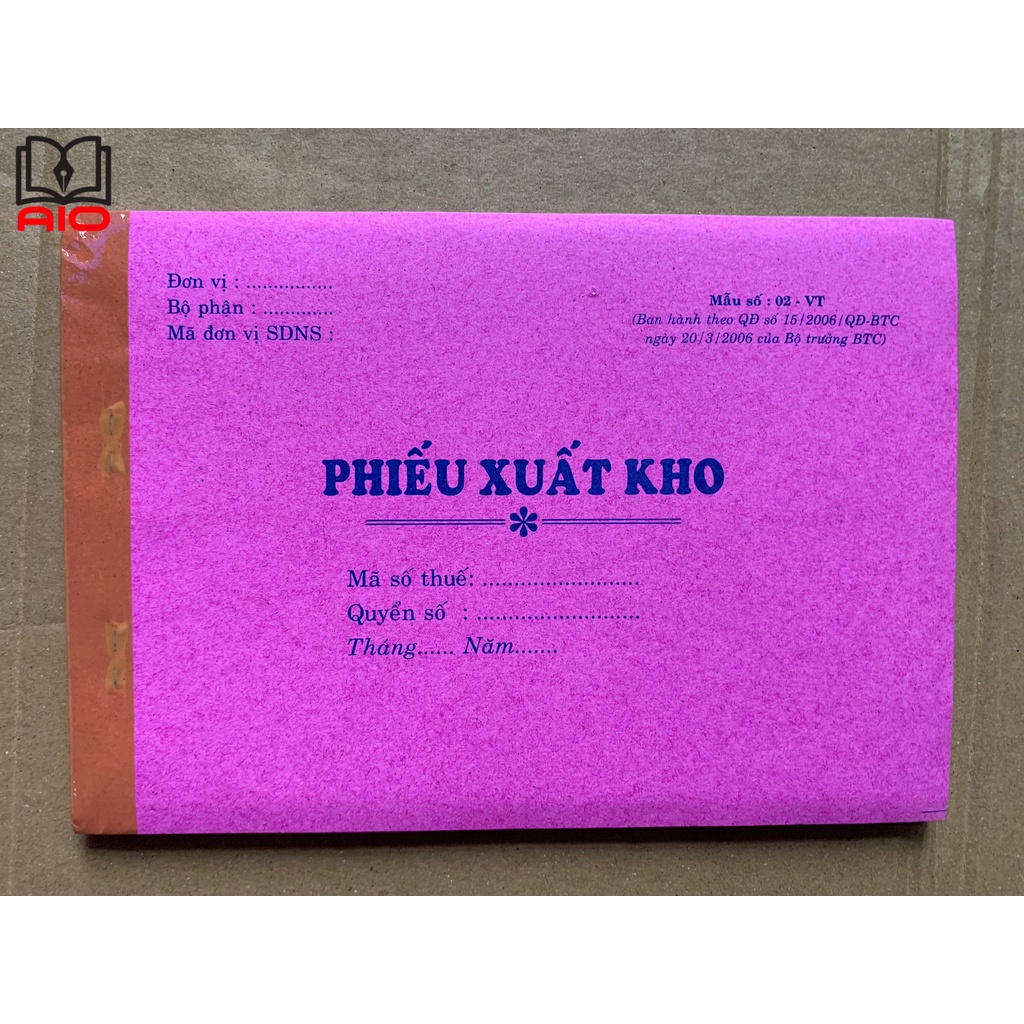 AIO
Đơn vị : ................
Bộ phận : .............
Mã đơn vị SDNS :
Mẫu số : 02 - VT
(Ban hành theo QĐ số 15/2006/QĐ-BTC
ngày 20/3/2006 của Bộ trưởng BTC)
PHIẾU XUẤT KHO
Mã số thuế: ..........................
Quyển số : ...........................
Tháng...... Năm.......